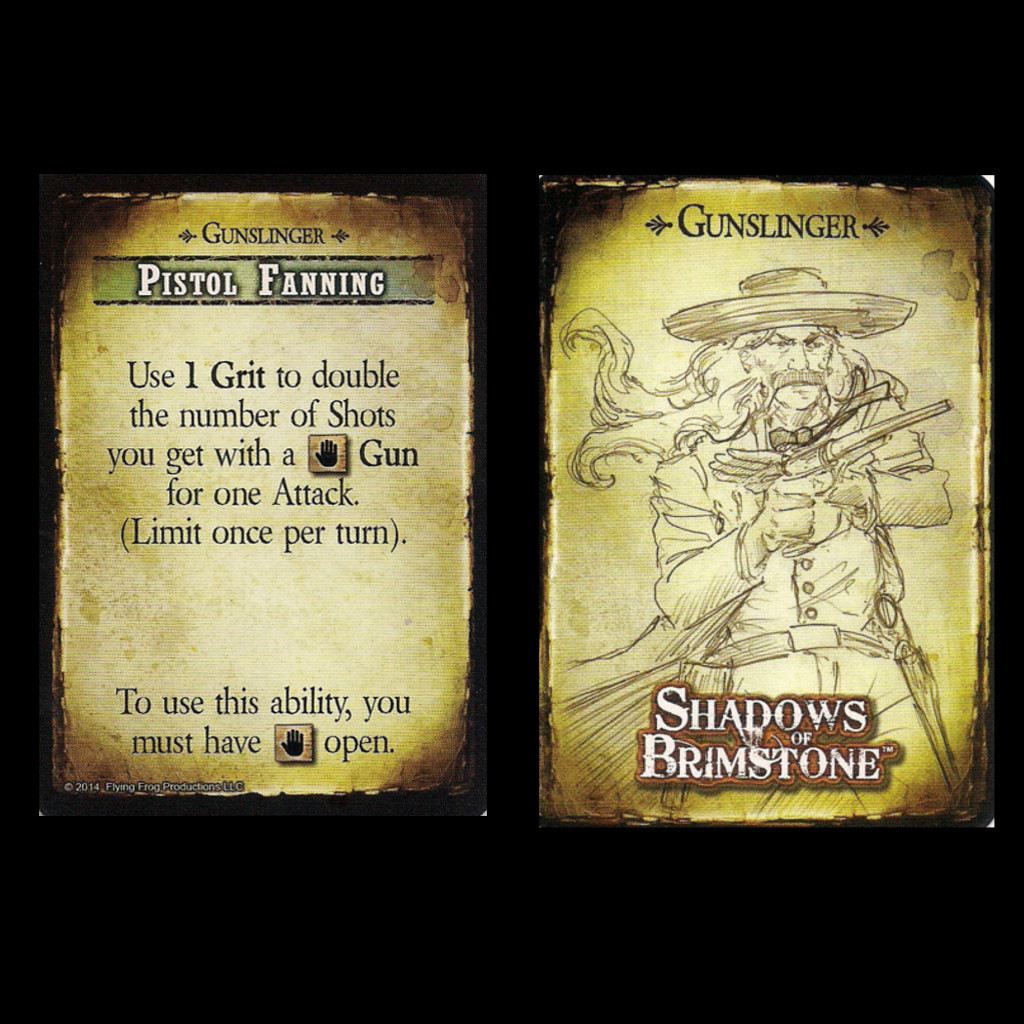 GUNSLINGER
PISTOL FANNING
Use 1 Grit to double
the number of Shots
you get with a Gun
for one Attack.
(Limit once per turn).
To use this ability, you
must have open.
© 2014 Flying Frog Productions LLC
GUNSLINGER
SHADOWS
OF
BRIMSTONE™